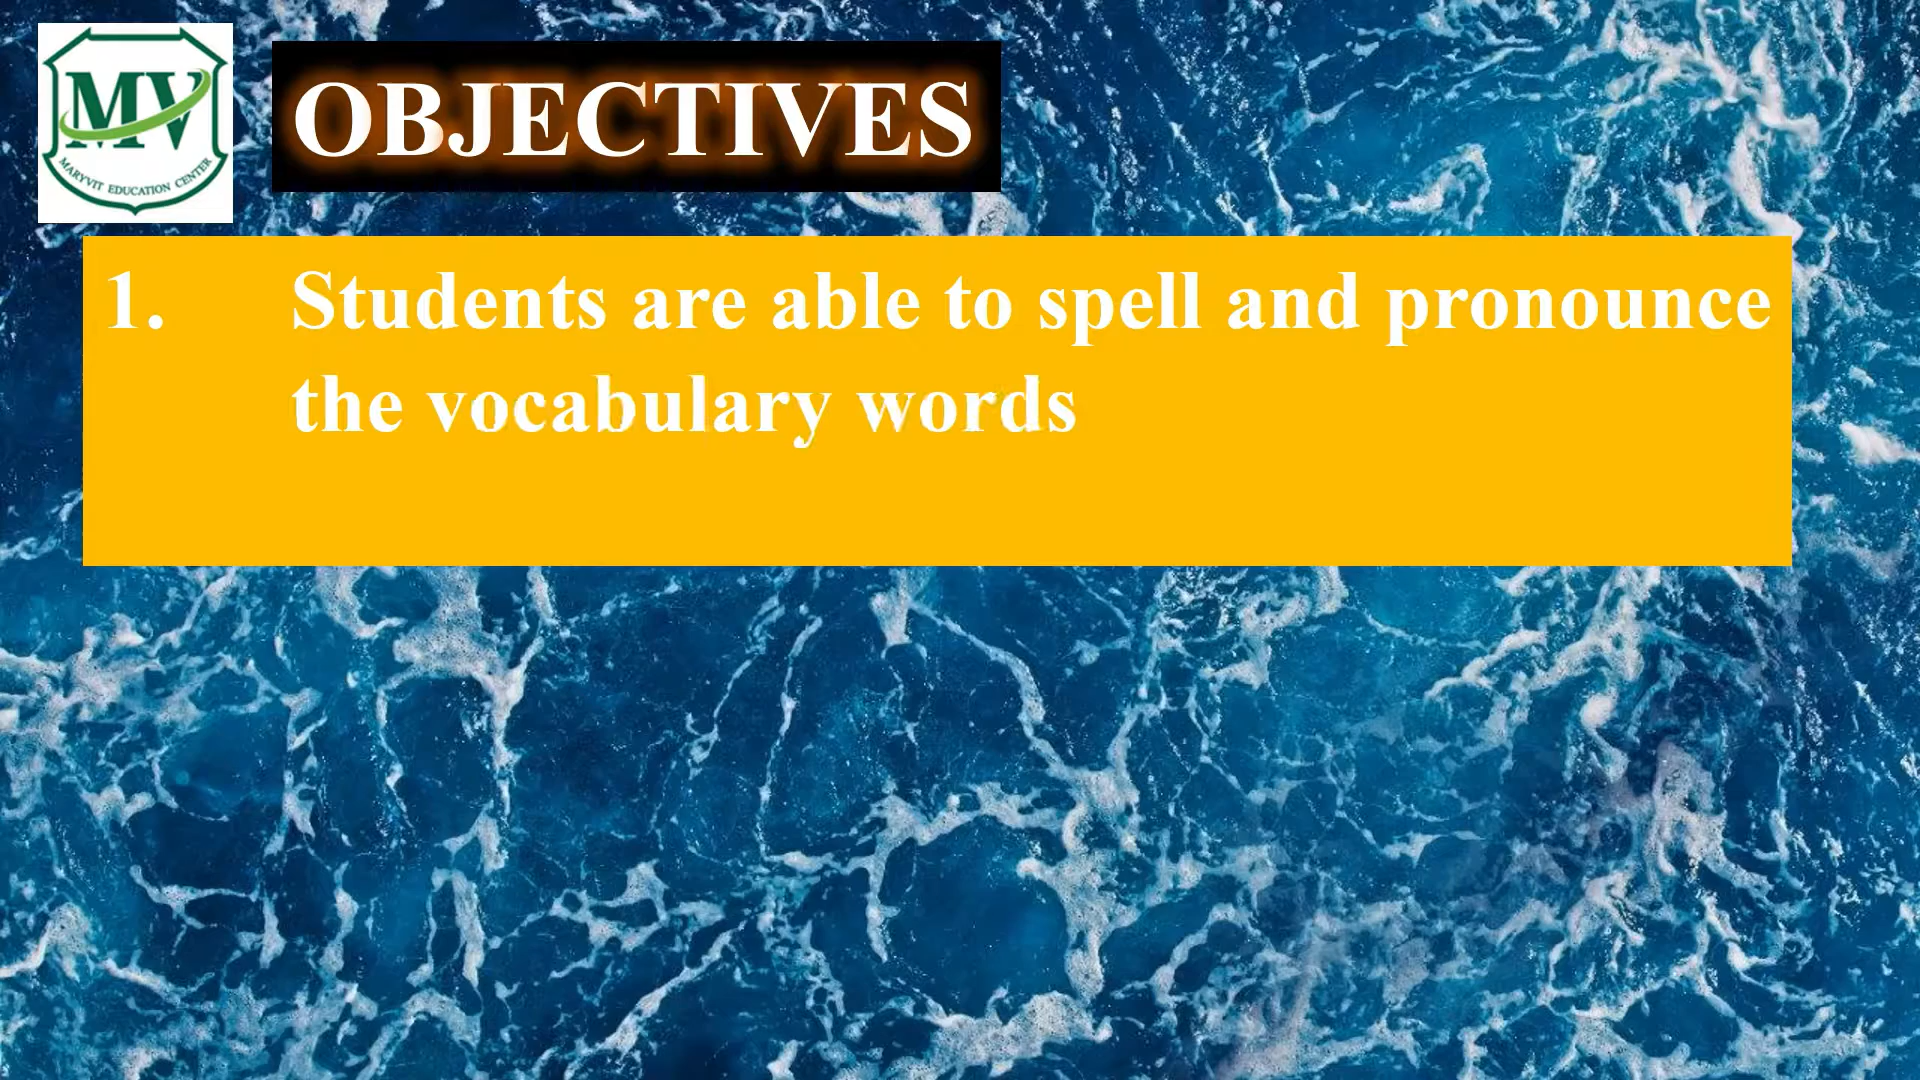 MV
MARYVIT EDUCATION CENTER
OBJECTIVES
1. Students are able to spell and pronounce
the vocabulary words